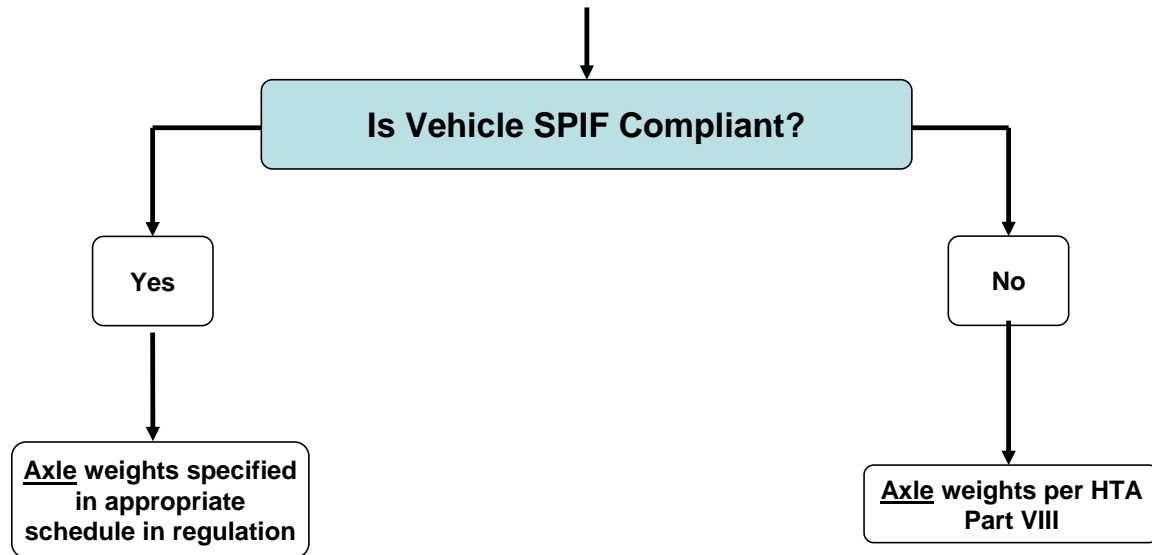 Is Vehicle SPIF Compliant?
Yes
No
Axle weights specified
in appropriate
schedule in regulation
Axle weights per HTA
Part VIII